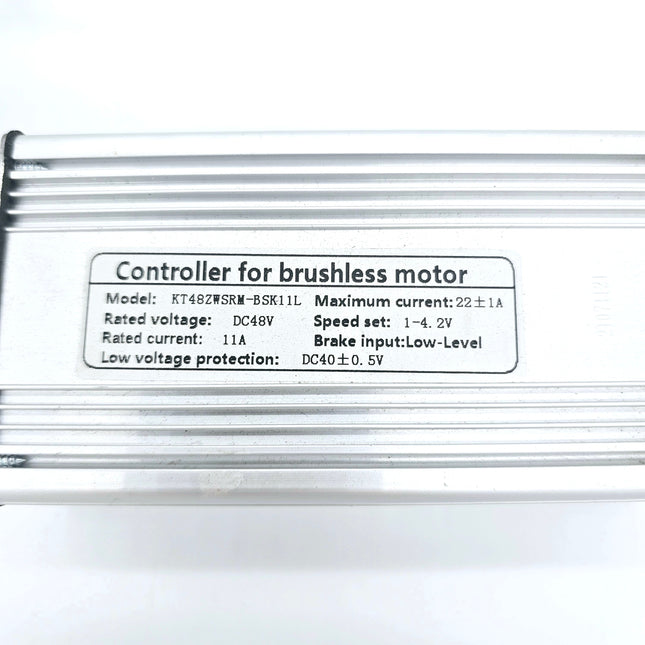 Controller for brushless motor
Model: KT48ZWSRM-BSK11L Maximum current:22±1A
Rated voltage: DC48V Speed set: 1-4.2V
Rated current: 11A Brake input:Low-Level
Low voltage protection: DC40±0.5V